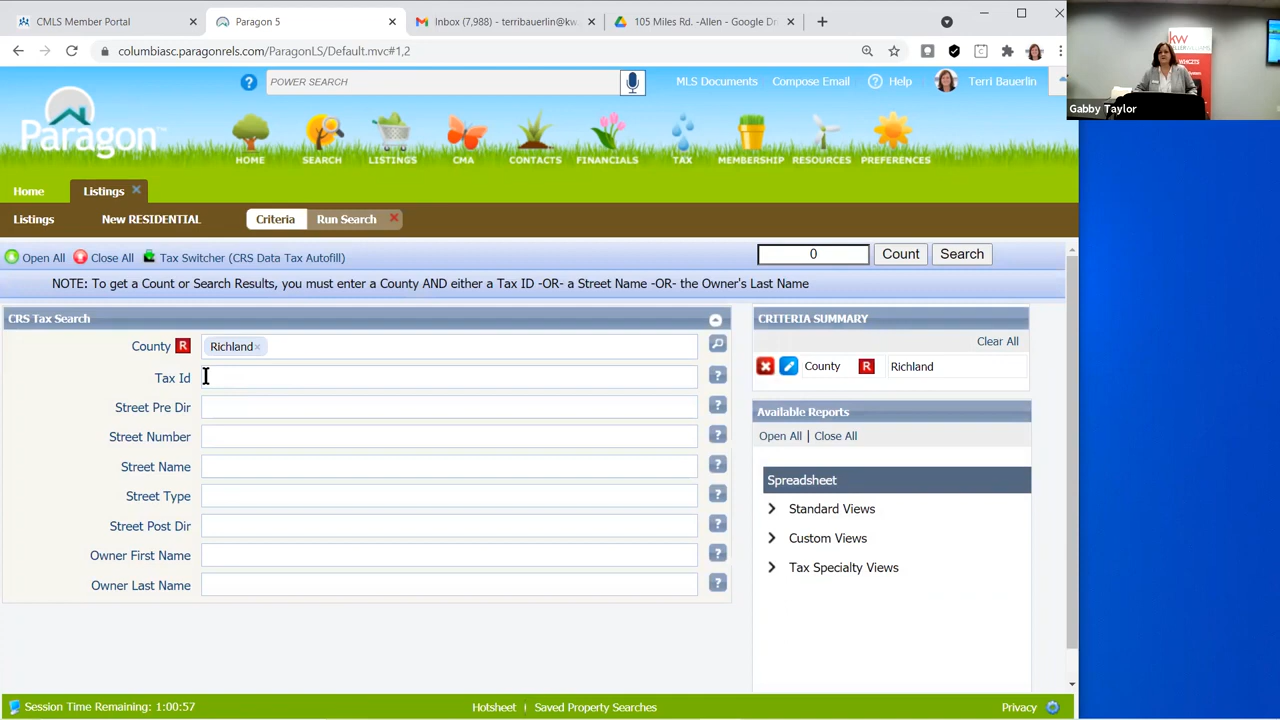 CMLS Member Portal
Paragon 5
Inbox (7,988) - terribauerlin@kw.
105 Miles Rd. -Allen - Google Dri
columbiasc.paragonrels.com/ParagonLS/Default.mvc#1,2
POWER SEARCH
MLS Documents
Compose Email
Help
Terri Bauerlin
kw
Gabby Taylor
Paragon
HOME
SEARCH
LISTINGS
CMA
CONTACTS
FINANCIALS
TAX
MEMBERSHIP
RESOURCES
PREFERENCES
Home
Listings
Listings
New RESIDENTIAL
Criteria
Run Search
Open All
Close All
Tax Switcher (CRS Data Tax Autofill)
0
Count
Search
NOTE: To get a Count or Search Results, you must enter a County AND either a Tax ID -OR- a Street Name -OR- the Owner's Last Name
CRS Tax Search
County R Richland
Tax Id
Street Pre Dir
Street Number
Street Name
Street Type
Street Post Dir
Owner First Name
Owner Last Name
CRITERIA SUMMARY
Clear All
County R Richland
Available Reports
Open All | Close All
Spreadsheet
Standard Views
Custom Views
Tax Specialty Views
Session Time Remaining: 1:00:57
Hotsheet
Saved Property Searches
Privacy